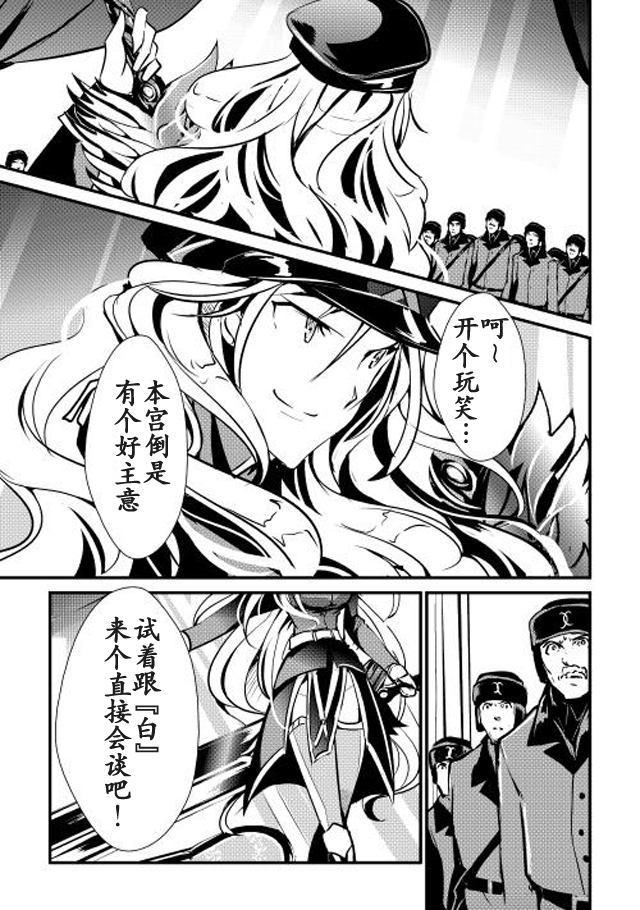 呵～
开个玩笑…
本宫倒是
有个好主意
试着跟『白』
来个直接会谈吧！